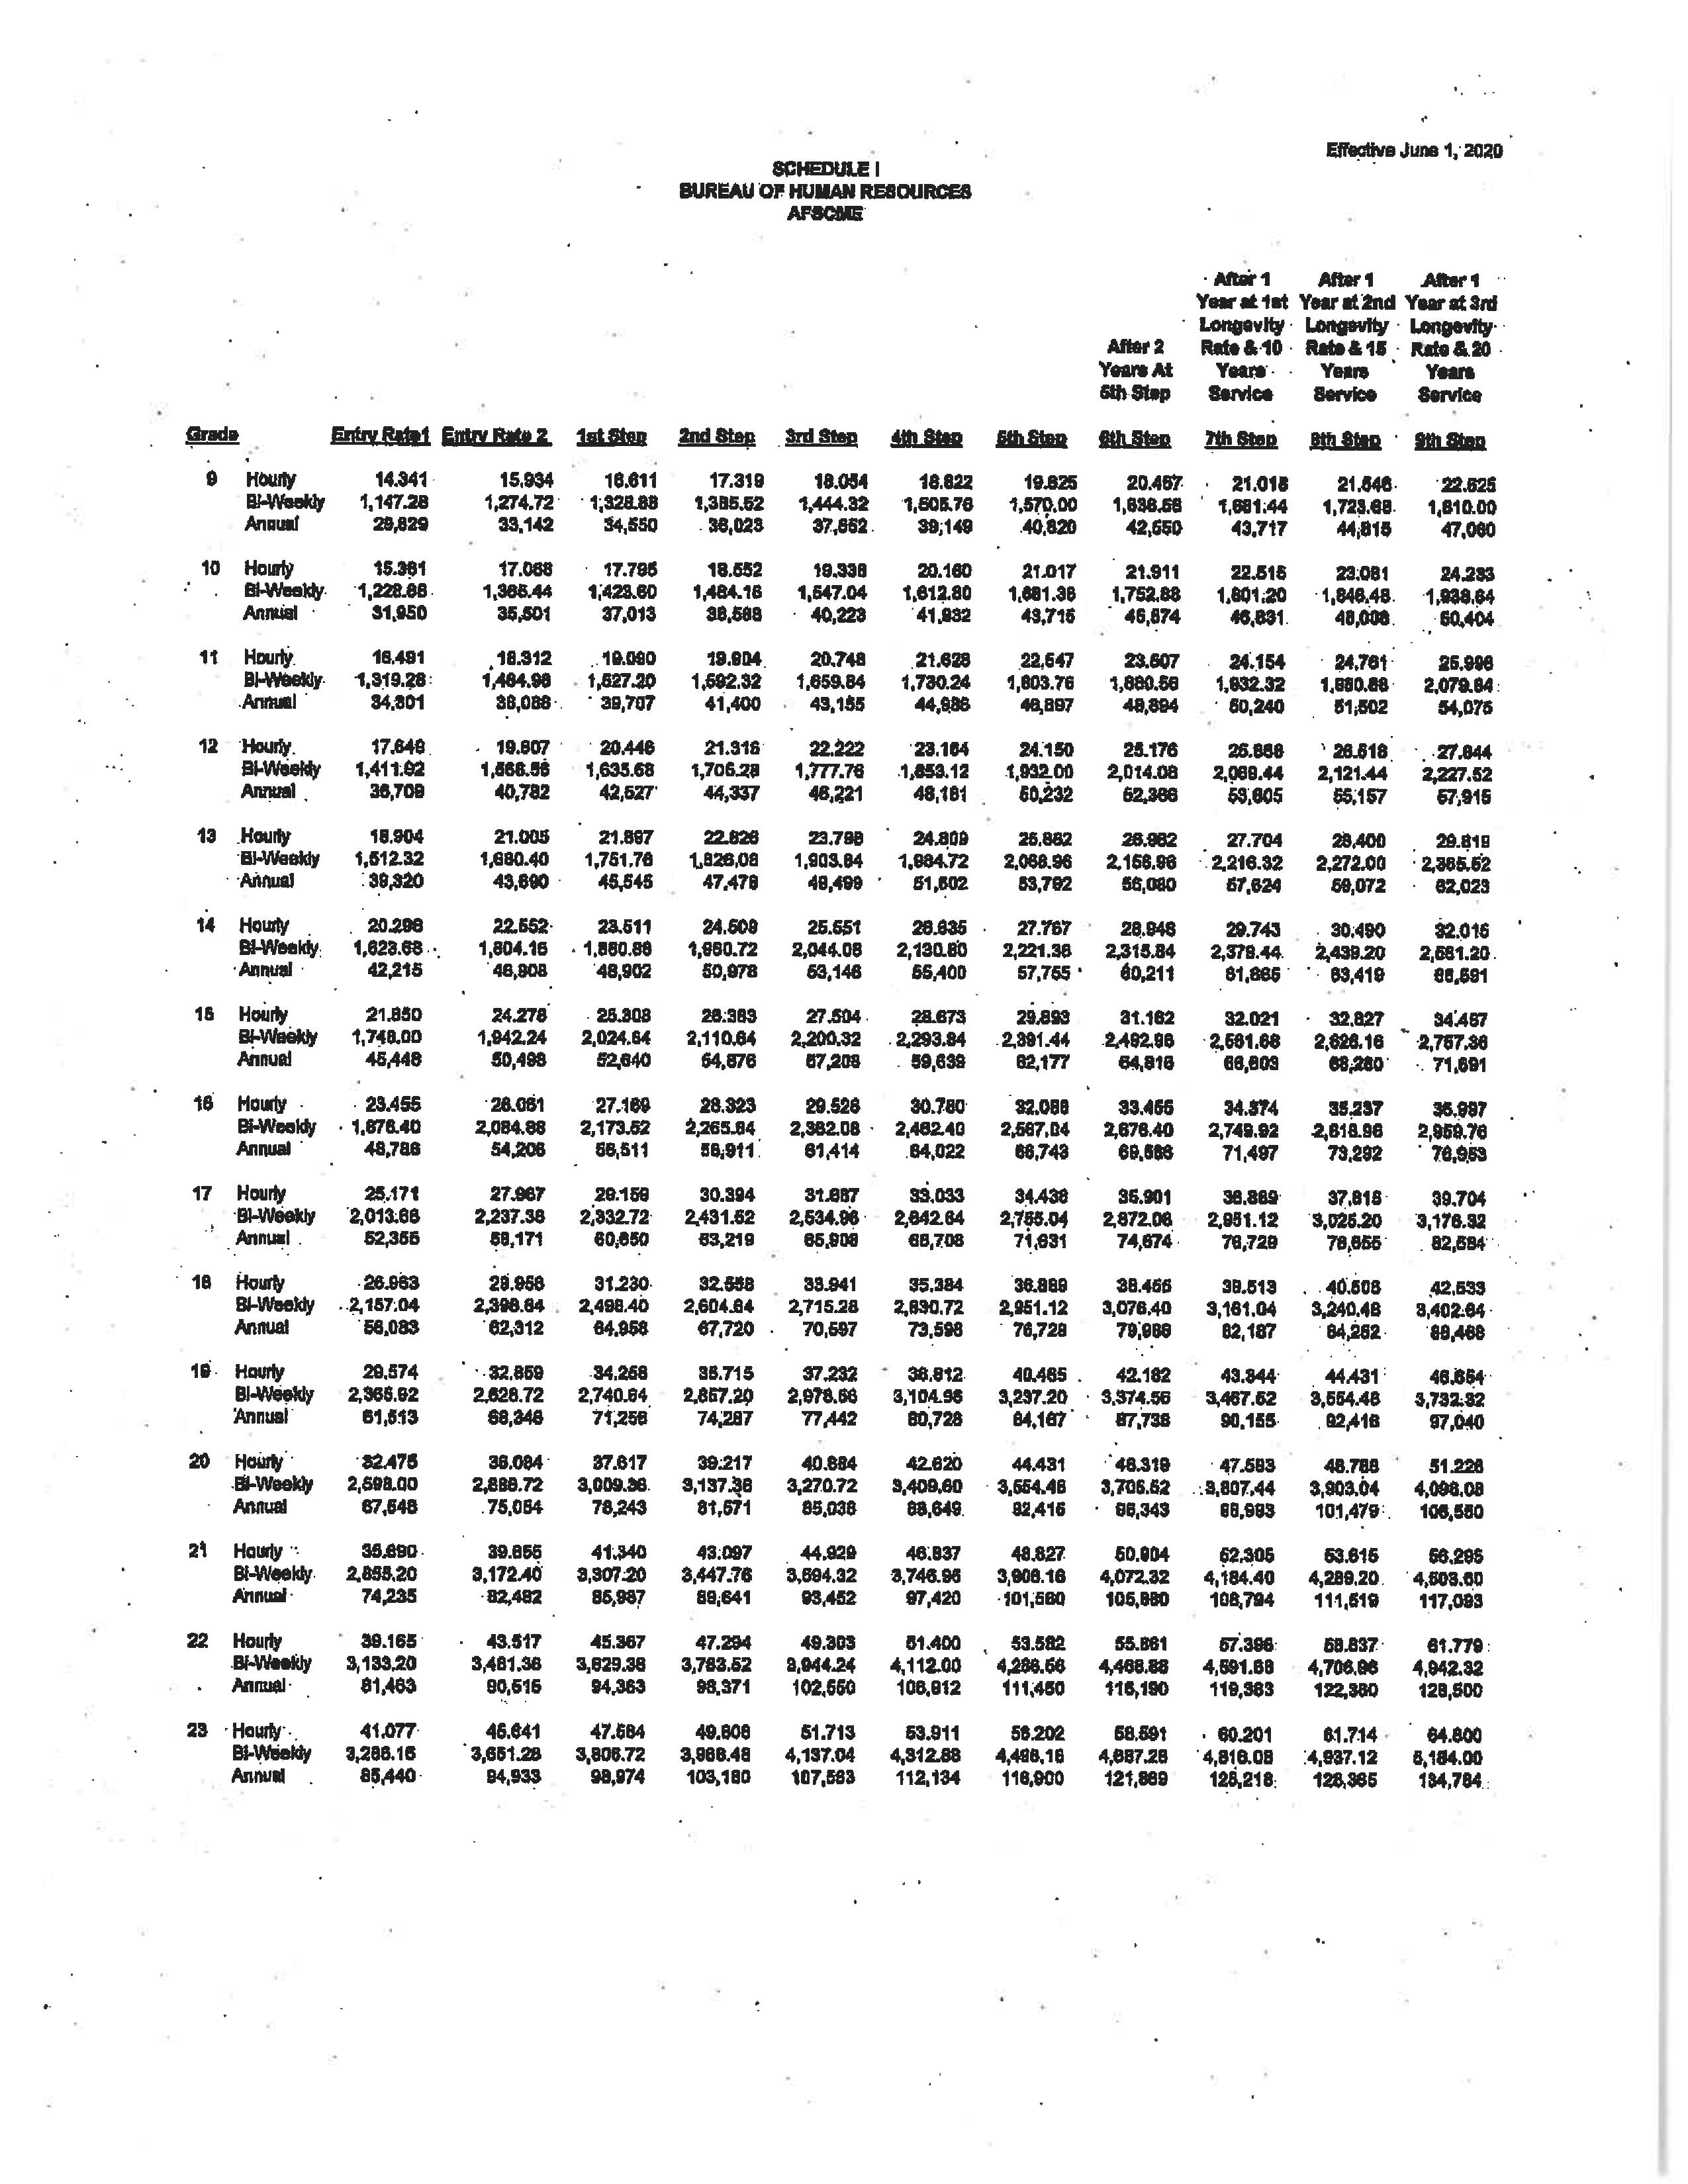 Effective June 1, 2020
SCHEDULE I
BUREAU OF HUMAN RESOURCES
AFSCME
After 1 After 1 After 1
Year at 1st Year at 2nd Year at 3rd
Longevity Longevity Longevity
After 2 Rate & 10 Rate & 15 Rate & 20
Years At Years Years Years
5th Step Service Service Service
Grade Entry Rate1 Entry Rate 2 1st Step 2nd Step 3rd Step 4th Step 5th Step 6th Step 7th Step 8th Step 9th Step
9 Hourly 14.341 15.934 16.611 17.319 18.054 18.822 19.625 20.457 21.018 21.546 22.625
Bi-Weekly 1,147.28 1,274.72 1,328.88 1,385.52 1,444.32 1,505.76 1,570.00 1,636.56 1,681.44 1,723.68 1,810.00
Annual 29,829 33,142 34,550 36,023 37,552 39,149 40,820 42,550 43,717 44,815 47,060
10 Hourly 15.361 17.068 17.795 18.552 19.338 20.160 21.017 21.911 22.515 23.081 24.233
Bi-Weekly 1,228.88 1,365.44 1,423.60 1,484.16 1,547.04 1,612.80 1,681.36 1,752.88 1,801.20 1,846.48 1,938.64
Annual 31,950 35,501 37,013 38,588 40,223 41,932 43,715 45,574 46,831 48,008 50,404
11 Hourly 16.491 18.312 19.090 19.904 20.748 21.628 22.547 23.507 24.154 24.761 25.998
Bi-Weekly 1,319.28 1,464.96 1,527.20 1,592.32 1,659.84 1,730.24 1,803.76 1,880.56 1,932.32 1,980.88 2,079.84
Annual 34,301 38,088 39,707 41,400 43,155 44,986 46,897 48,894 50,240 51,502 54,075
12 Hourly 17.649 19.607 20.446 21.316 22.222 23.164 24.150 25.176 25.868 26.518 27.844
Bi-Weekly 1,411.92 1,568.56 1,635.68 1,705.28 1,777.76 1,853.12 1,932.00 2,014.08 2,069.44 2,121.44 2,227.52
Annual 36,709 40,782 42,527 44,337 46,221 48,181 50,232 52,366 53,805 55,157 57,915
13 Hourly 18.904 21.005 21.897 22.826 23.798 24.809 25.862 26.962 27.704 28,400 29.819
Bi-Weekly 1,512.32 1,680.40 1,751.76 1,826.08 1,903.84 1,984.72 2,068.96 2,156.96 2,216.32 2,272.00 2,385.52
Annual 39,320 43,690 45,545 47,478 49,499 51,602 53,792 56,080 57,624 59,072 62,023
14 Hourly 20.296 22.552 23.511 24.509 25.551 26.635 27.767 28.948 29.743 30.490 32.015
Bi-Weekly 1,623.68 1,804.16 1,880.88 1,960.72 2,044.08 2,130.80 2,221.36 2,315.84 2,379.44 2,439.20 2,561.20
Annual 42,215 46,908 48,902 50,978 53,146 55,400 57,755 60,211 61,865 63,419 66,591
15 Hourly 21.850 24.278 25.308 26.383 27.504 28.673 29.893 31.162 32.021 32.827 34.467
Bi-Weekly 1,748.00 1,942.24 2,024.64 2,110.64 2,200.32 2,293.84 2,391.44 2,492.96 2,561.68 2,626.16 2,757.36
Annual 45,448 50,498 52,640 54,876 57,208 59,639 62,177 64,816 66,603 68,280 71,691
16 Hourly 23.455 26.061 27.169 28.323 29.526 30.780 32.088 33.455 34.374 35.237 36.997
Bi-Weekly 1,876.40 2,084.88 2,173.52 2,265.84 2,362.08 2,462.40 2,567.04 2,676.40 2,749.92 2,818.96 2,959.76
Annual 48,786 54,206 56,511 58,911 61,414 64,022 66,743 69,586 71,497 73,292 76,953
17 Hourly 25.171 27.967 29.159 30.394 31.687 33.033 34.438 35.901 36.889 37.815 39.704
Bi-Weekly 2,013.68 2,237.36 2,332.72 2,431.52 2,534.96 2,642.64 2,755.04 2,872.08 2,951.12 3,025.20 3,176.32
Annual 52,355 58,171 60,650 63,219 65,908 68,708 71,631 74,674 76,729 78,655 82,584
18 Hourly 26.963 29.958 31.230 32.558 33.941 35.384 36.889 38.455 39.513 40.506 42.533
Bi-Weekly 2,157.04 2,396.64 2,498.40 2,604.64 2,715.28 2,830.72 2,951.12 3,076.40 3,161.04 3,240.48 3,402.64
Annual 56,083 62,312 64,958 67,720 70,597 73,598 76,729 79,986 82,187 84,252 88,468
19 Hourly 29.574 32.859 34.258 35.715 37.232 38.812 40.465 42.182 43.344 44.431 46.654
Bi-Weekly 2,365.92 2,628.72 2,740.64 2,857.20 2,978.56 3,104.96 3,237.20 3,374.56 3,467.52 3,554.48 3,732.32
Annual 61,513 68,346 71,256 74,287 77,442 80,728 84,167 87,738 90,155 92,416 97,040
20 Hourly 32.475 36.084 37.617 39.217 40.884 42.620 44.431 46.319 47.593 48.788 51.226
Bi-Weekly 2,598.00 2,886.72 3,009.36 3,137.36 3,270.72 3,409.60 3,554.48 3,705.52 3,807.44 3,903.04 4,098.08
Annual 67,548 75,054 78,243 81,571 85,038 88,649 92,416 96,343 98,993 101,479 106,550
21 Hourly 35.690 39.655 41.340 43.097 44.929 46.837 48.827 50.904 52.305 53.615 56.295
Bi-Weekly 2,855.20 3,172.40 3,307.20 3,447.76 3,594.32 3,746.96 3,906.16 4,072.32 4,184.40 4,289.20 4,503.60
Annual 74,235 82,482 85,987 89,641 93,452 97,420 101,560 105,880 108,794 111,519 117,093
22 Hourly 39.165 43.517 45.367 47.294 49.303 51.400 53.582 55.861 57.396 58.837 61.779
Bi-Weekly 3,133.20 3,481.36 3,629.36 3,783.52 3,944.24 4,112.00 4,286.56 4,468.88 4,591.68 4,706.96 4,942.32
Annual 81,463 90,515 94,363 98,371 102,550 106,912 111,450 116,190 119,383 122,380 128,500
23 Hourly 41.077 45.641 47.584 49.606 51.713 53.911 56.202 58.591 60.201 61.714 64.800
Bi-Weekly 3,286.16 3,651.28 3,806.72 3,968.48 4,137.04 4,312.88 4,496.16 4,687.28 4,816.08 4,937.12 5,184.00
Annual 85,440 94,933 98,974 103,180 107,563 112,134 116,900 121,869 125,218 128,365 134,784